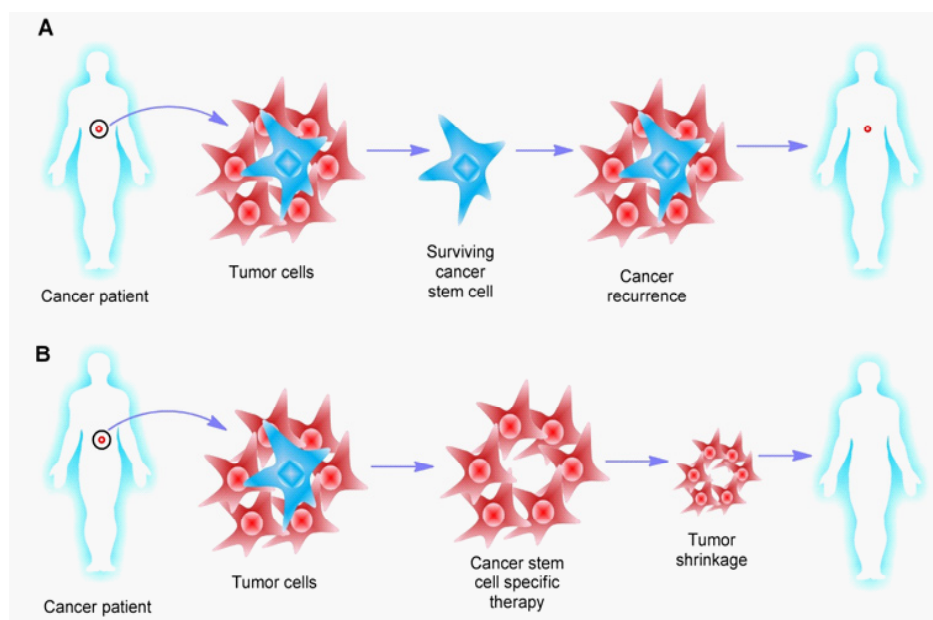 A
Tumor cells
Surviving
cancer
stem cell
Cancer
recurrence
Cancer patient
B
Tumor cells
Cancer stem
cell specific
therapy
Tumor
shrinkage
Cancer patient